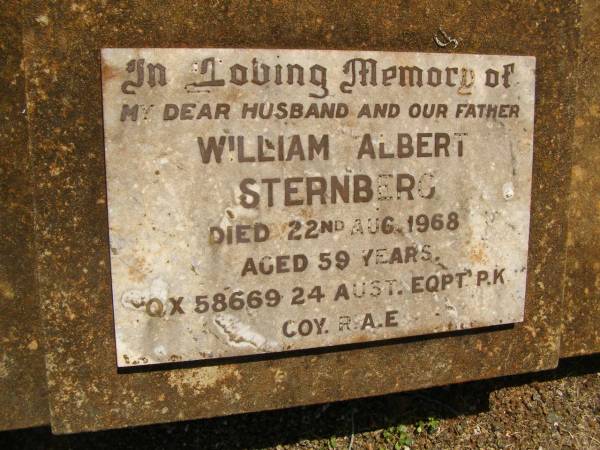 In Loving Memory of
MY DEAR HUSBAND AND OUR FATHER
WILLIAM ALBERT
STERNBERG
DIED 22ND AUG. 1968
AGED 59 YEARS.
QX 58669 24 AUST. EQPT. P.K
COY. R.A.E